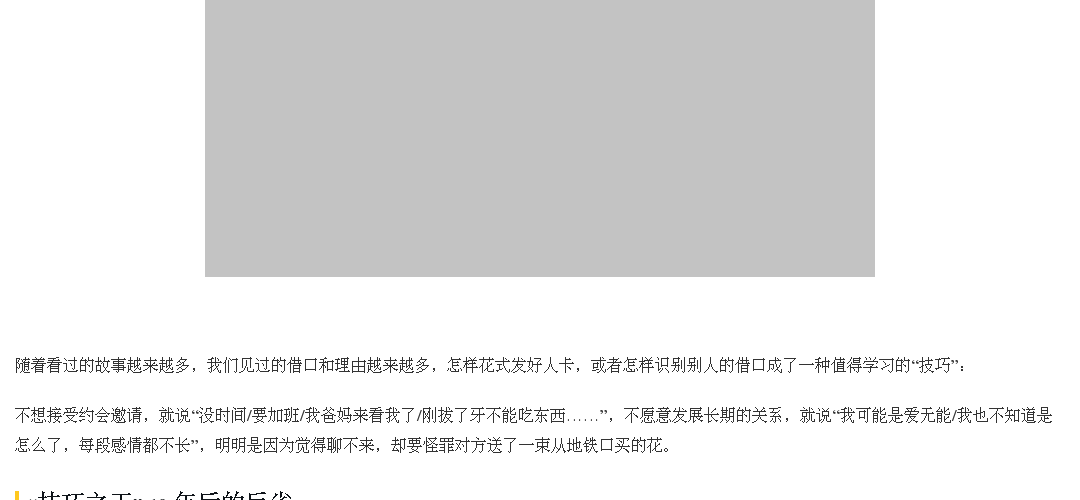 随着看过的故事越来越多，我们见过的借口和理由越来越多，怎样花式发好人卡，或者怎样识别别人的借口成了一种值得学习的“技巧”：
不想接受约会邀请，就说“没时间/要加班/我爸妈来看我了/刚拔了牙不能吃东西……”，不愿意发展长期的关系，就说“我可能是爱无能/我也不知道是
怎么了，每段感情都不长”，明明是因为觉得聊不来，却要怪罪对方送了一束从地铁口买的花。